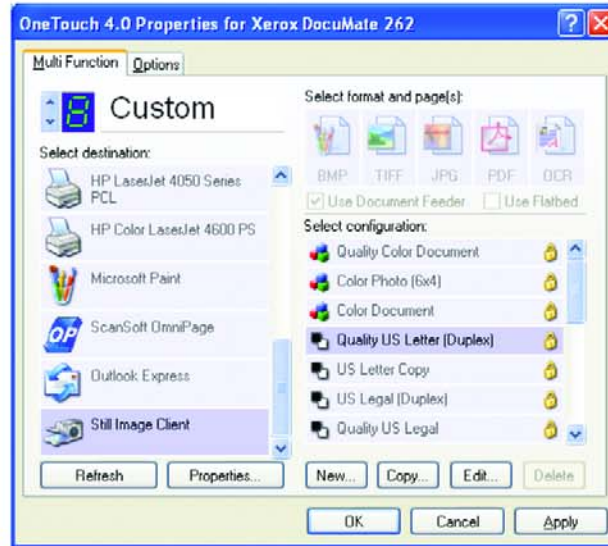 OneTouch 4.0 Properties for Xerox DocuMate 262
Multi Function
Options
8
Custom
Select destination:
HP LaserJet 4050 Series
PCL
HP Color LaserJet 4600 PS
Microsoft Paint
OP
ScanSoft OmniPage
Outlook Express
Still Image Client
Refresh
Properties...
Select format and page(s):
BMP
TIFF
JPG
PDF
OCR
Use Document Feeder
Use Flatbed
Select configuration:
Quality Color Document
Color Photo (6x4)
Color Document
Quality US Letter (Duplex)
US Letter Copy
US Legal (Duplex)
Quality US Legal
New...
Copy...
Edit...
Delete
OK
Cancel
Apply